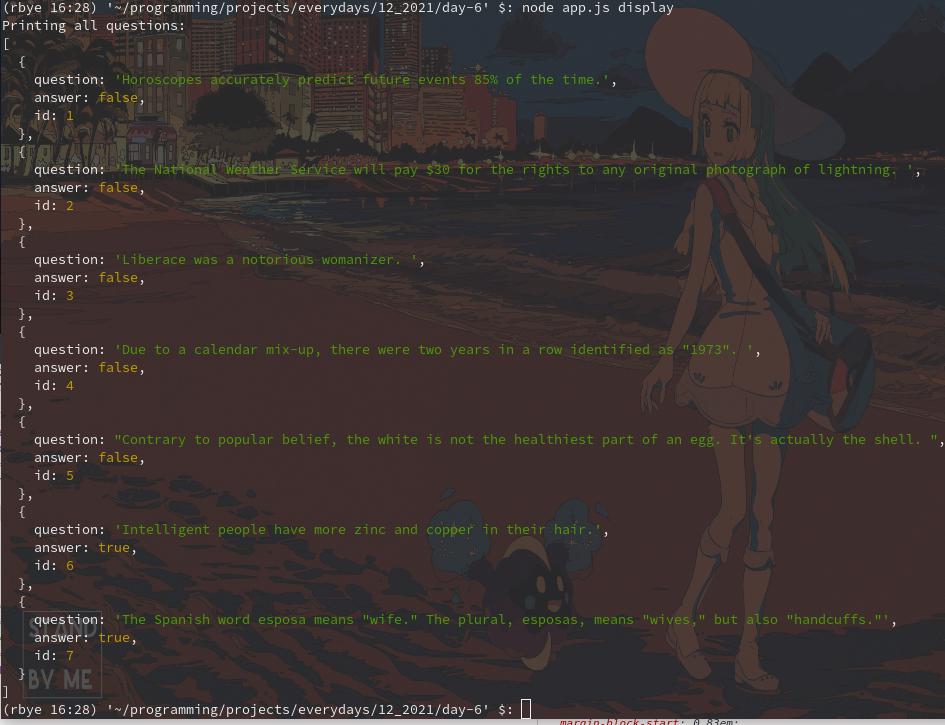 (rbye 16:28) '~/programming/projects/everydays/12_2021/day-6' $: node app.js display
Printing all questions:
[
  {
    question: 'Horoscopes accurately predict future events 85% of the time.',
    answer: false,
    id: 1
  },
  {
    question: 'The National Weather Service will pay $30 for the rights to any original photograph of lightning. ',
    answer: false,
    id: 2
  },
  {
    question: 'Liberace was a notorious womanizer. ',
    answer: false,
    id: 3
  },
  {
    question: 'Due to a calendar mix-up, there were two years in a row identified as "1973". ',
    answer: false,
    id: 4
  },
  {
    question: "Contrary to popular belief, the white is not the healthiest part of an egg. It's actually the shell. ",
    answer: false,
    id: 5
  },
  {
    question: 'Intelligent people have more zinc and copper in their hair.',
    answer: true,
    id: 6
  },
  {
    question: 'The Spanish word esposa means "wife." The plural, esposas, means "wives," but also "handcuffs."',
    answer: true,
    id: 7
  }
]
(rbye 16:28) '~/programming/projects/everydays/12_2021/day-6' $:
STAND
BY ME
margin-block-start: 0.83em;